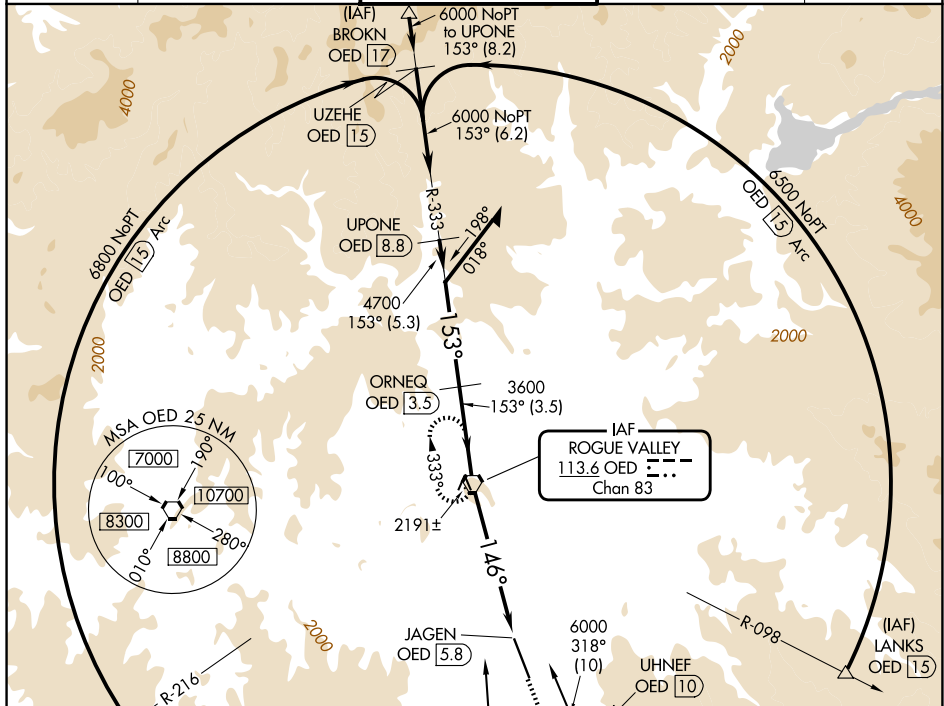 (IAF)
BROKN
OED 17
6000 NoPT
to UPONE
153° (8.2)
2000
4000
UZEHE
OED 15
6000 NoPT
153° (6.2)
6800 NoPT
OED 15 Arc
6500 NoPT
OED 15 Arc
4000
R-333
UPONE
OED 8.8
198°
018°
4700
153° (5.3)
153°
2000
2000
ORNEQ
OED 3.5
3600
153° (3.5)
MSA OED 25 NM
7000
190°
100°
10700
8300
010°
280°
8800
333°
IAF
ROGUE VALLEY
113.6 OED
Chan 83
2191±
146°
2000
JAGEN
OED 5.8
6000
318°
(10)
R-098
(IAF)
LANKS
OED 15
UHNEF
OED 10
R-216